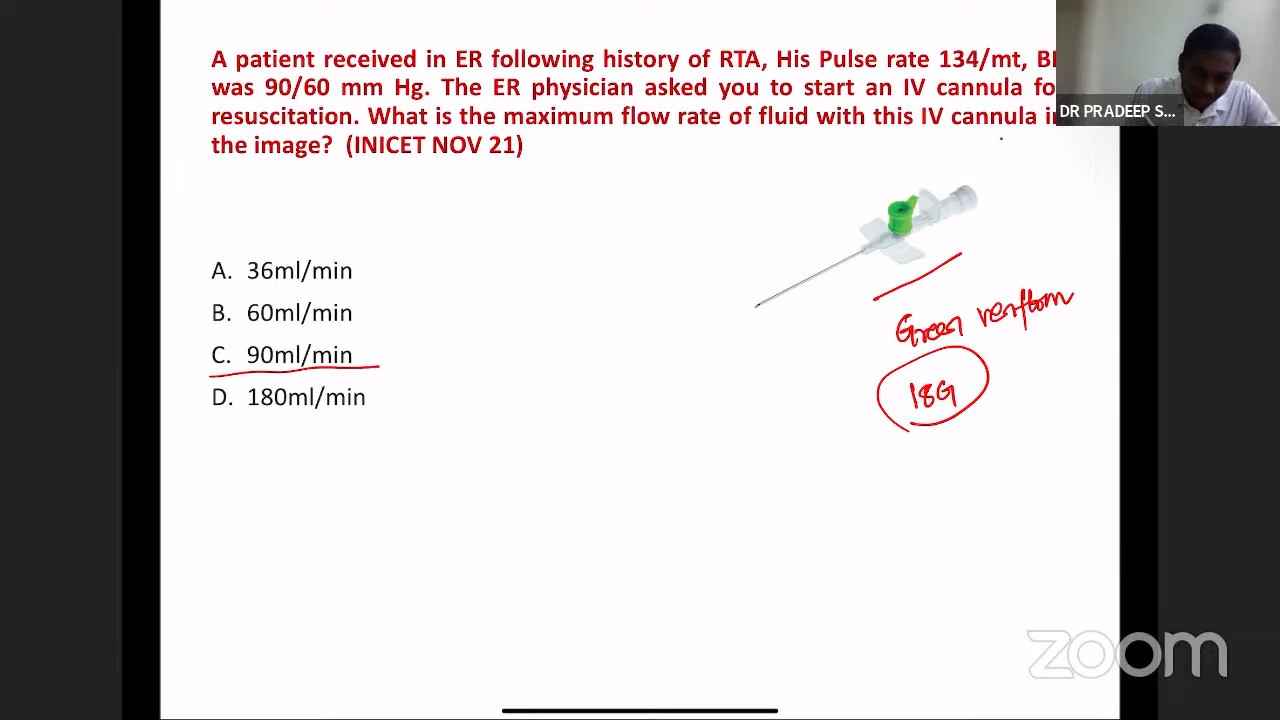 A patient received in ER following history of RTA, His Pulse rate 134/mt, B
was 90/60 mm Hg. The ER physician asked you to start an IV cannula fo
resuscitation. What is the maximum flow rate of fluid with this IV cannula in
the image? (INICET NOV 21)
DR PRADEEP S...
A. 36ml/min
B. 60ml/min
C. 90ml/min
D. 180ml/min
Green venflon
18G
zoom